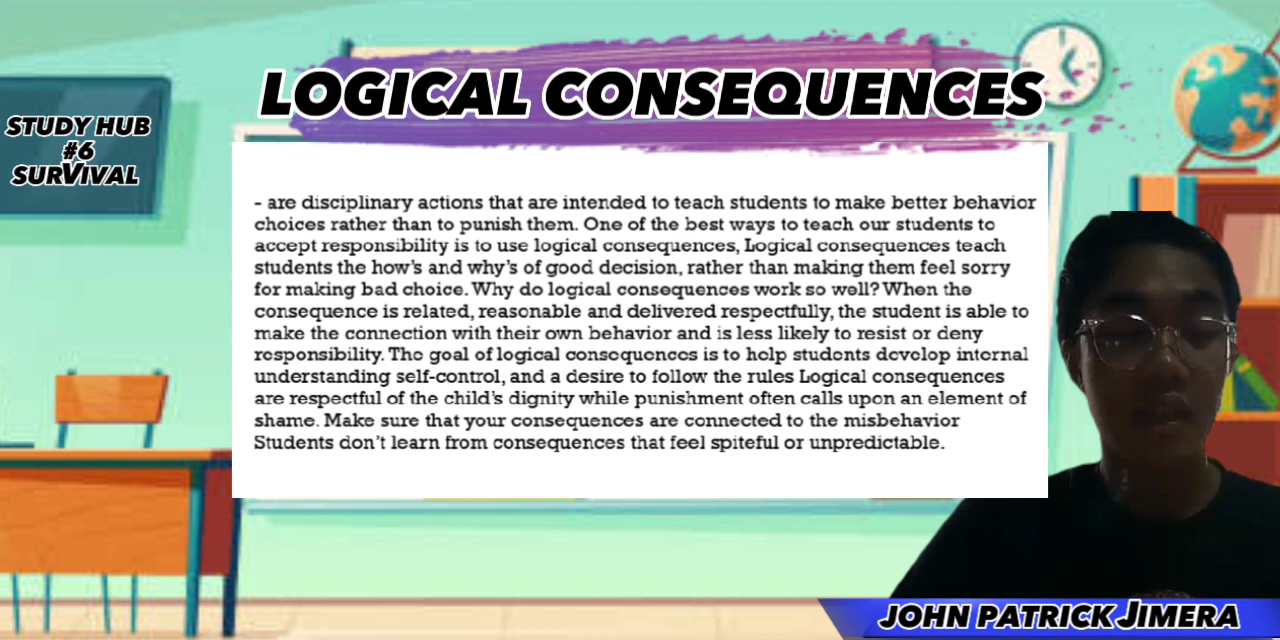 LOGICAL CONSEQUENCES
STUDY HUB
#6
SURVIVAL
- are disciplinary actions that are intended to teach students to make better behavior
choices rather than to punish them. One of the best ways to teach our students to
accept responsibility is to use logical consequences, Logical consequences teach
students the how's and why's of good decision, rather than making them feel sorry
for making bad choice. Why do logical consequences work so well? When the
consequence is related, reasonable and delivered respectfully, the student is able to
make the connection with their own behavior and is less likely to resist or deny
responsibility. The goal of logical consequences is to help students develop internal
understanding self-control, and a desire to follow the rules Logical consequences
are respectful of the child's dignity while punishment often calls upon an element of
shame. Make sure that your consequences are connected to the misbehavior
Students don't learn from consequences that feel spiteful or unpredictable.
JOHN PATRICK JIMERA